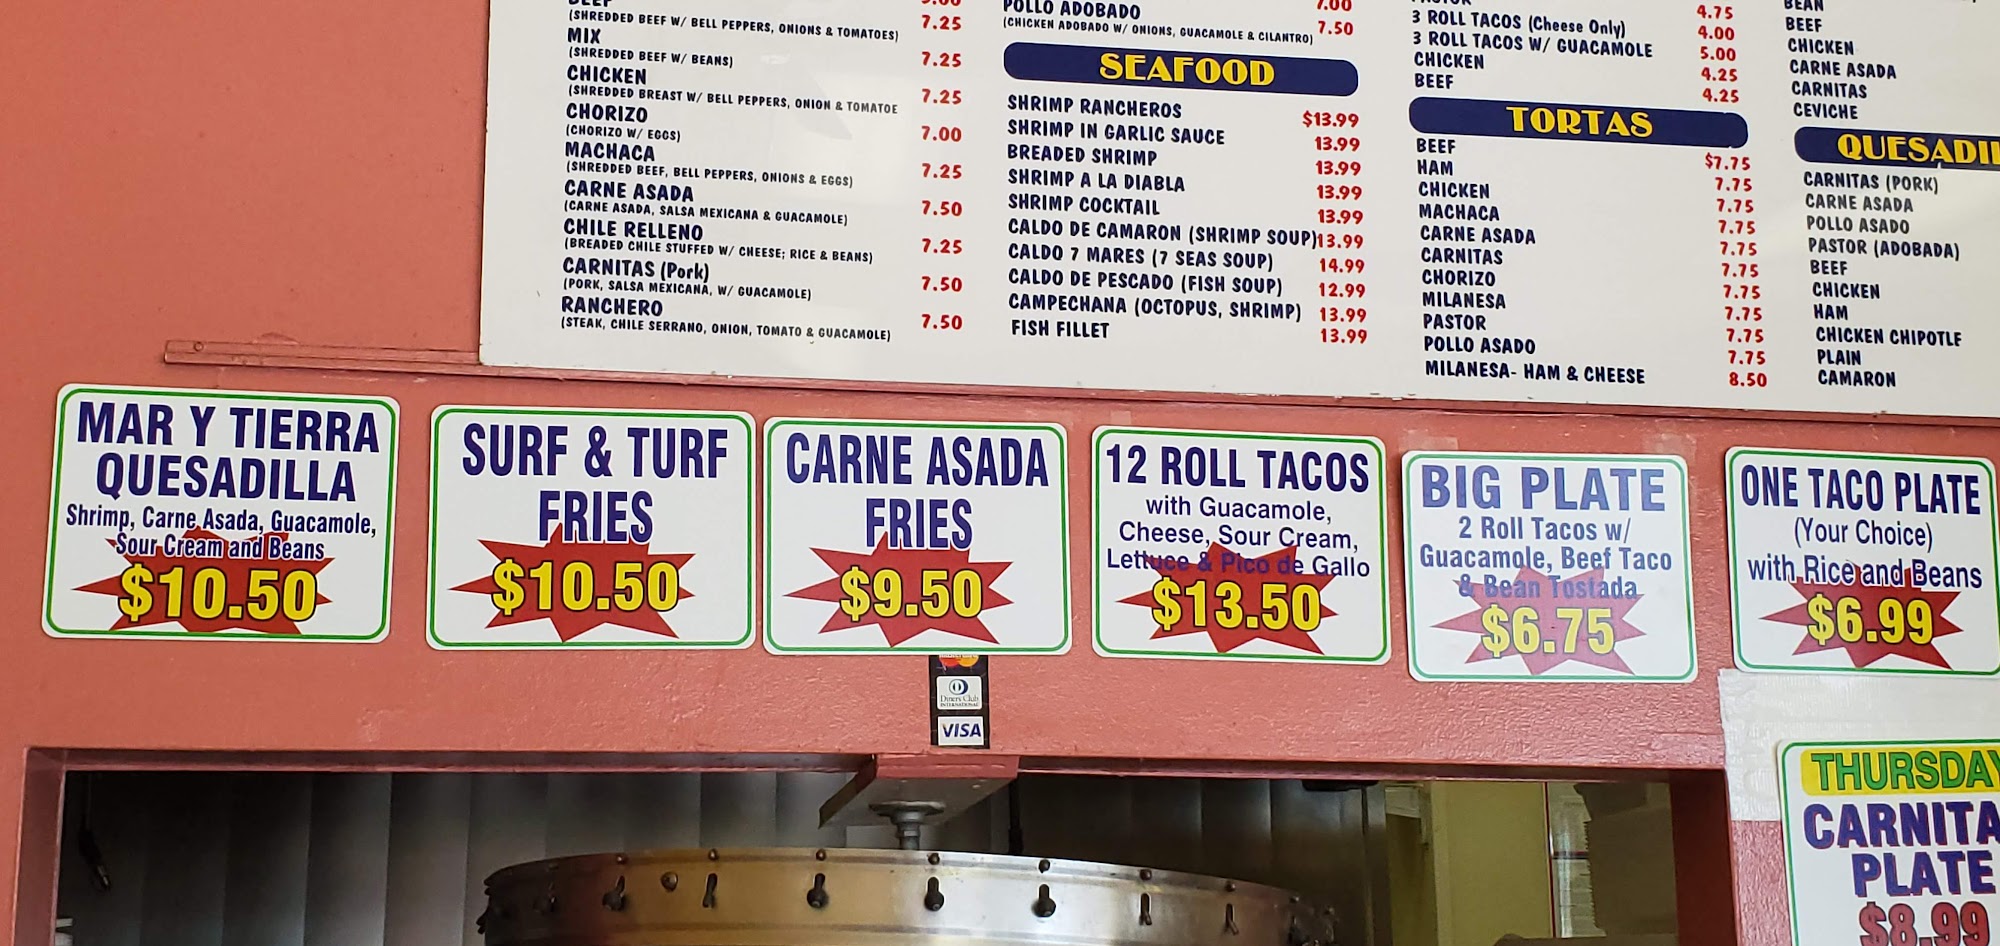 BEEF
(SHREDDED BEEF W/ BELL PEPPERS, ONIONS & TOMATOES) 7.25
MIX
(SHREDDED BEEF W/ BEANS) 7.25
CHICKEN
(SHREDDED BREAST W/ BELL PEPPERS, ONION & TOMATOE 7.25
CHORIZO
(CHORIZO W/ EGGS) 7.00
MACHACA
(SHREDDED BEEF, BELL PEPPERS, ONIONS & EGGS) 7.25
CARNE ASADA
(CARNE ASADA, SALSA MEXICANA & GUACAMOLE) 7.50
CHILE RELLENO
(BREADED CHILE STUFFED W/ CHEESE; RICE & BEANS) 7.25
CARNITAS (Pork)
(PORK, SALSA MEXICANA, W/ GUACAMOLE) 7.50
RANCHERO
(STEAK, CHILE SERRANO, ONION, TOMATO & GUACAMOLE) 7.50
7.00
POLLO ADOBADO
(CHICKEN ADOBADO W/ ONIONS, GUACAMOLE & CILANTRO) 7.50
SEAFOOD
SHRIMP RANCHEROS $13.99
SHRIMP IN GARLIC SAUCE 13.99
BREADED SHRIMP 13.99
SHRIMP A LA DIABLA 13.99
SHRIMP COCKTAIL 13.99
CALDO DE CAMARON (SHRIMP SOUP) 13.99
CALDO 7 MARES (7 SEAS SOUP) 14.99
CALDO DE PESCADO (FISH SOUP) 12.99
CAMPECHANA (OCTOPUS, SHRIMP) 13.99
FISH FILLET 13.99
PASTOR 4.75
3 ROLL TACOS (Cheese Only) 4.00
3 ROLL TACOS W/ GUACAMOLE 5.00
CHICKEN 4.25
BEEF 4.25
TORTAS
BEEF $7.75
HAM 7.75
CHICKEN 7.75
MACHACA 7.75
CARNE ASADA 7.75
CARNITAS 7.75
CHORIZO 7.75
MILANESA 7.75
PASTOR 7.75
POLLO ASADO 7.75
MILANESA- HAM & CHEESE 8.50
BEAN
BEEF
CHICKEN
CARNE ASADA
CARNITAS
CEVICHE
QUESADI
CARNITAS (PORK)
CARNE ASADA
POLLO ASADO
PASTOR (ADOBADA)
BEEF
CHICKEN
HAM
CHICKEN CHIPOTLE
PLAIN
CAMARON
MAR Y TIERRA
QUESADILLA
Shrimp, Carne Asada, Guacamole,
Sour Cream and Beans
$10.50
SURF & TURF
FRIES
$10.50
CARNE ASADA
FRIES
$9.50
12 ROLL TACOS
with Guacamole,
Cheese, Sour Cream,
Lettuce & Pico de Gallo
$13.50
BIG PLATE
2 Roll Tacos w/
Guacamole, Beef Taco
& Bean Tostada
$6.75
ONE TACO PLATE
(Your Choice)
with Rice and Beans
$6.99
Diners Club
INTERNATIONAL
VISA
THURSDAY
CARNITA
PLATE
$8.99